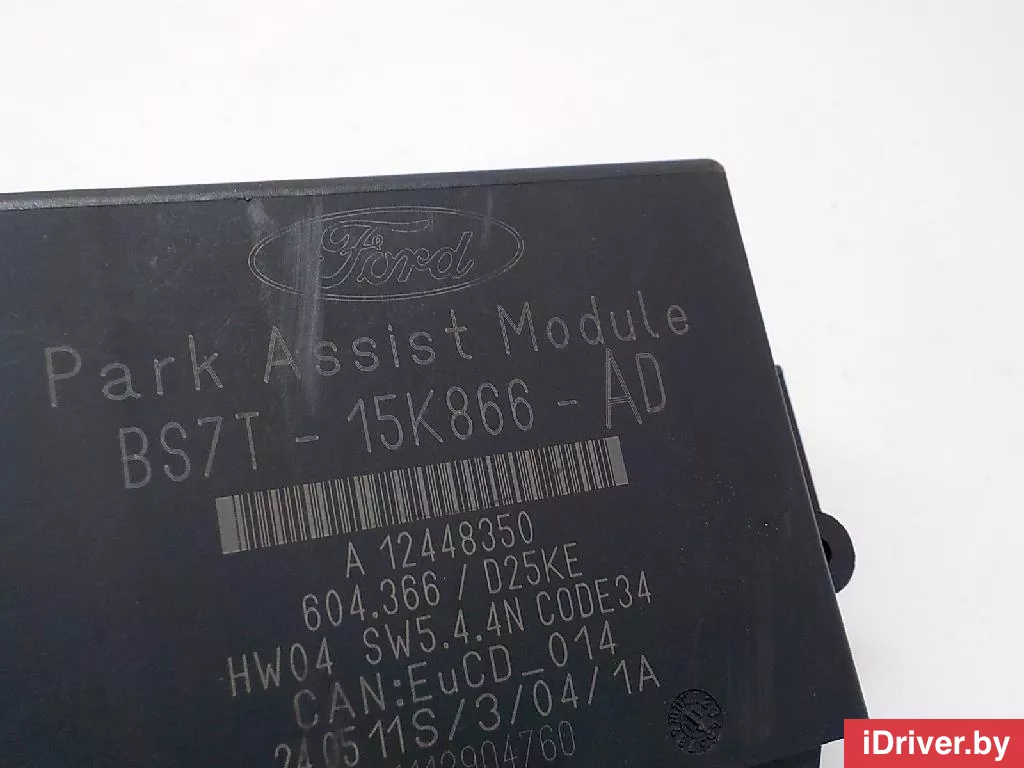 Ford
Park Assist Module
BS7T - 15K866 - AD
A 12448350
604.366 / D25KE
HW04 SW5.4.4N CODE34
CAN:EuCD_014
240511S/3/04/1A
iDriver.by